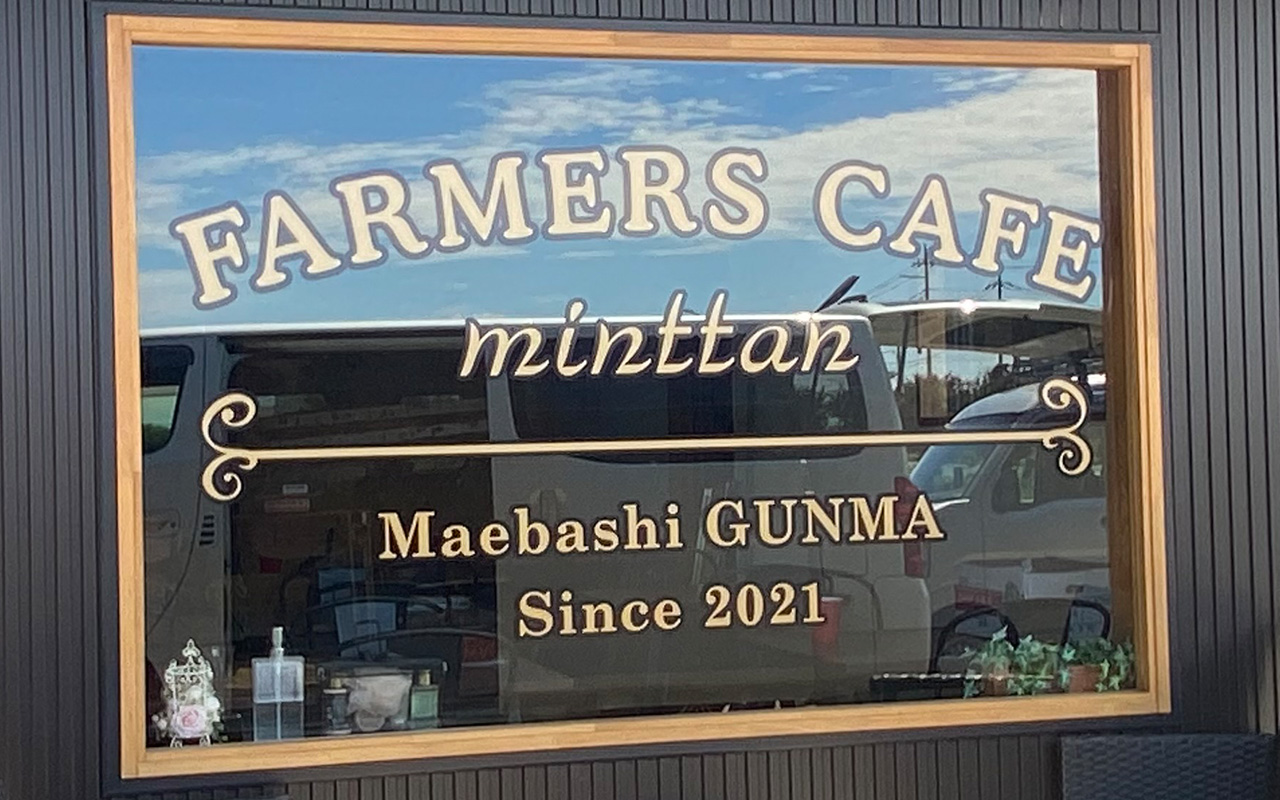 FARMERS CAFE
minttan
Maebashi GUNMA
Since 2021